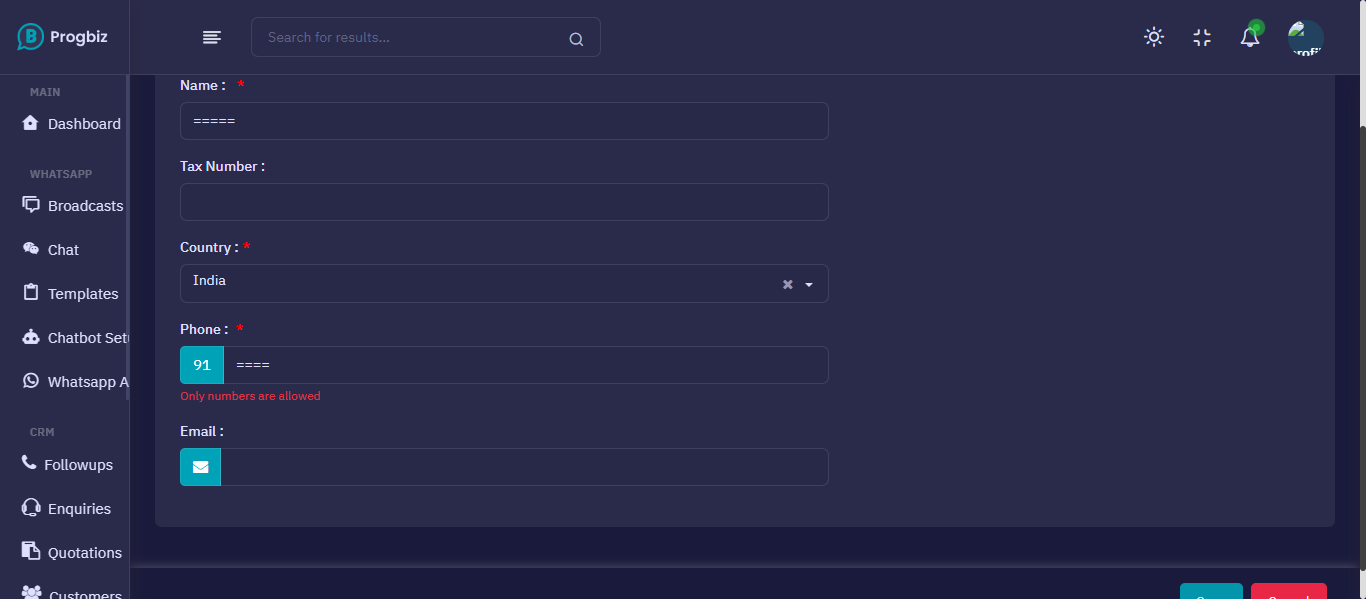 Progbiz
Search for results...
MAIN
Dashboard
WHATSAPP
Broadcasts
Chat
Templates
Chatbot Setu
Whatsapp A
CRM
Followups
Enquiries
Quotations
Customers
Name : *
=====
Tax Number :
Country : *
India
Phone : *
91 ====
Only numbers are allowed
Email :